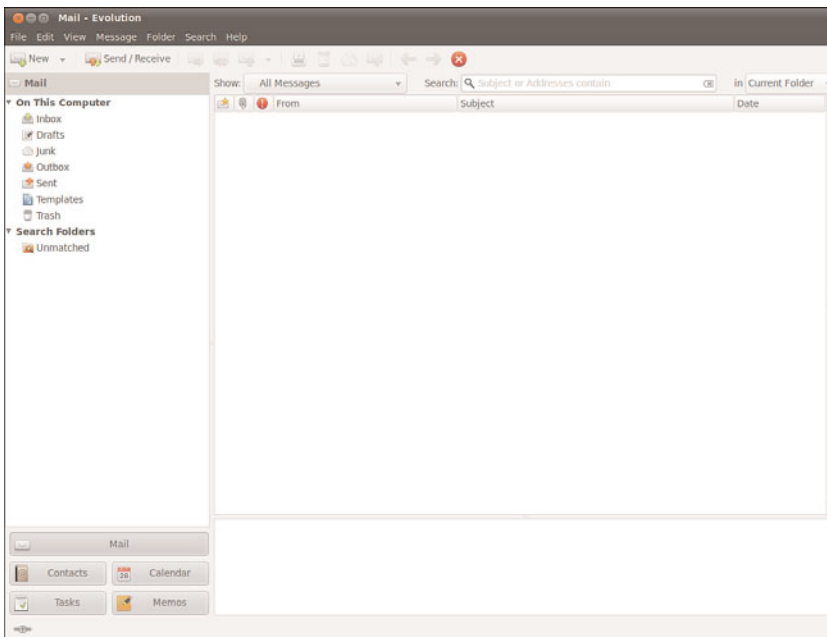 Mail - Evolution
File Edit View Message Folder Search Help
New Send / Receive
Mail
Show: All Messages Search: Subject or Addresses contain in Current Folder
On This Computer
From Subject Date
Inbox
Drafts
Junk
Outbox
Sent
Templates
Trash
Search Folders
Unmatched
Mail
Contacts Calendar
Tasks Memos